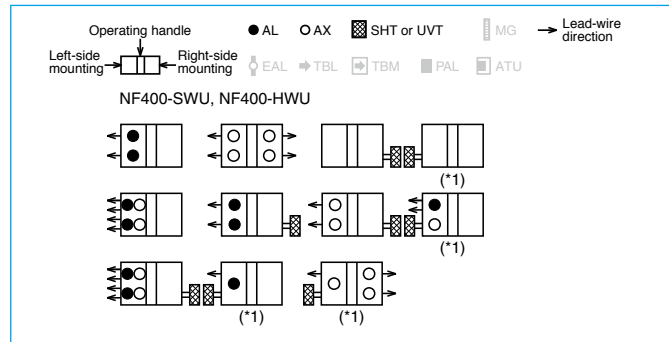 Operating handle
Left-side mounting
Right-side mounting
AL
AX
SHT or UVT
MG
Lead-wire direction
EAL
TBL
TBM
PAL
ATU
NF400-SWU, NF400-HWU
(*1)
(*1)
(*1)
(*1)